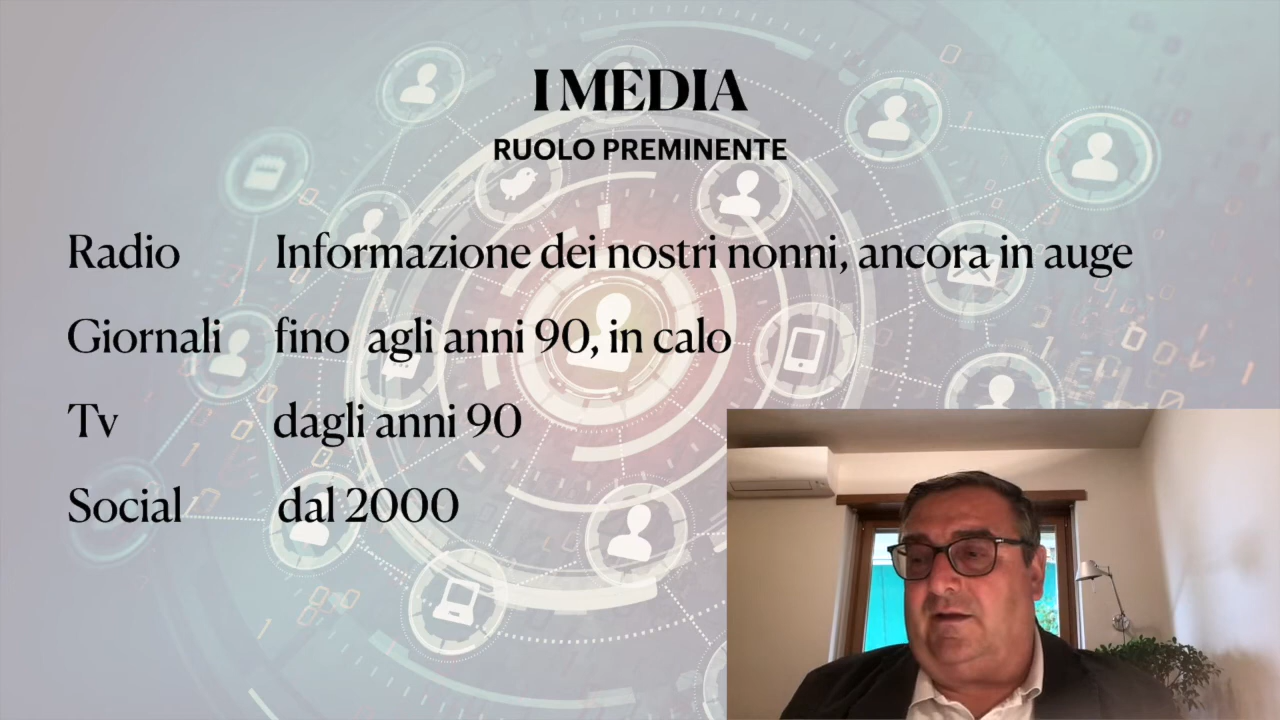 I MEDIA
RUOLO PREMINENTE
Radio Informazione dei nostri nonni, ancora in auge
Giornali fino agli anni 90, in calo
Tv dagli anni 90
Social dal 2000